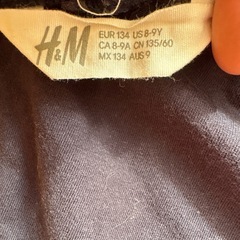 H&M
EUR 134 US 8-9Y
CA 8-9A CN 135/60
MX 134 AUS 9